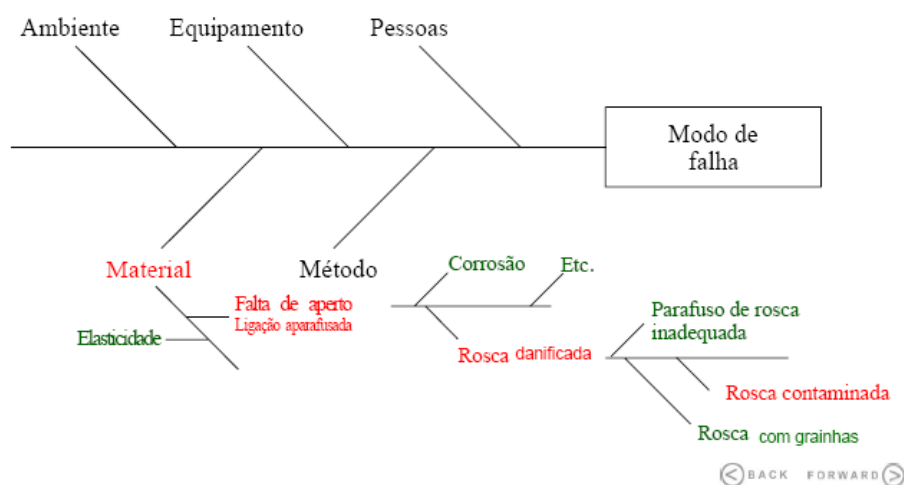 Ambiente
Equipamento
Pessoas
Modo de
falha
Material
Método
Corrosão
Etc.
Falta de aperto
Ligação aparafusada
Elasticidade
Parafuso de rosca
inadequada
Rosca danificada
Rosca contaminada
Rosca com grainhas
BACK FORWARD